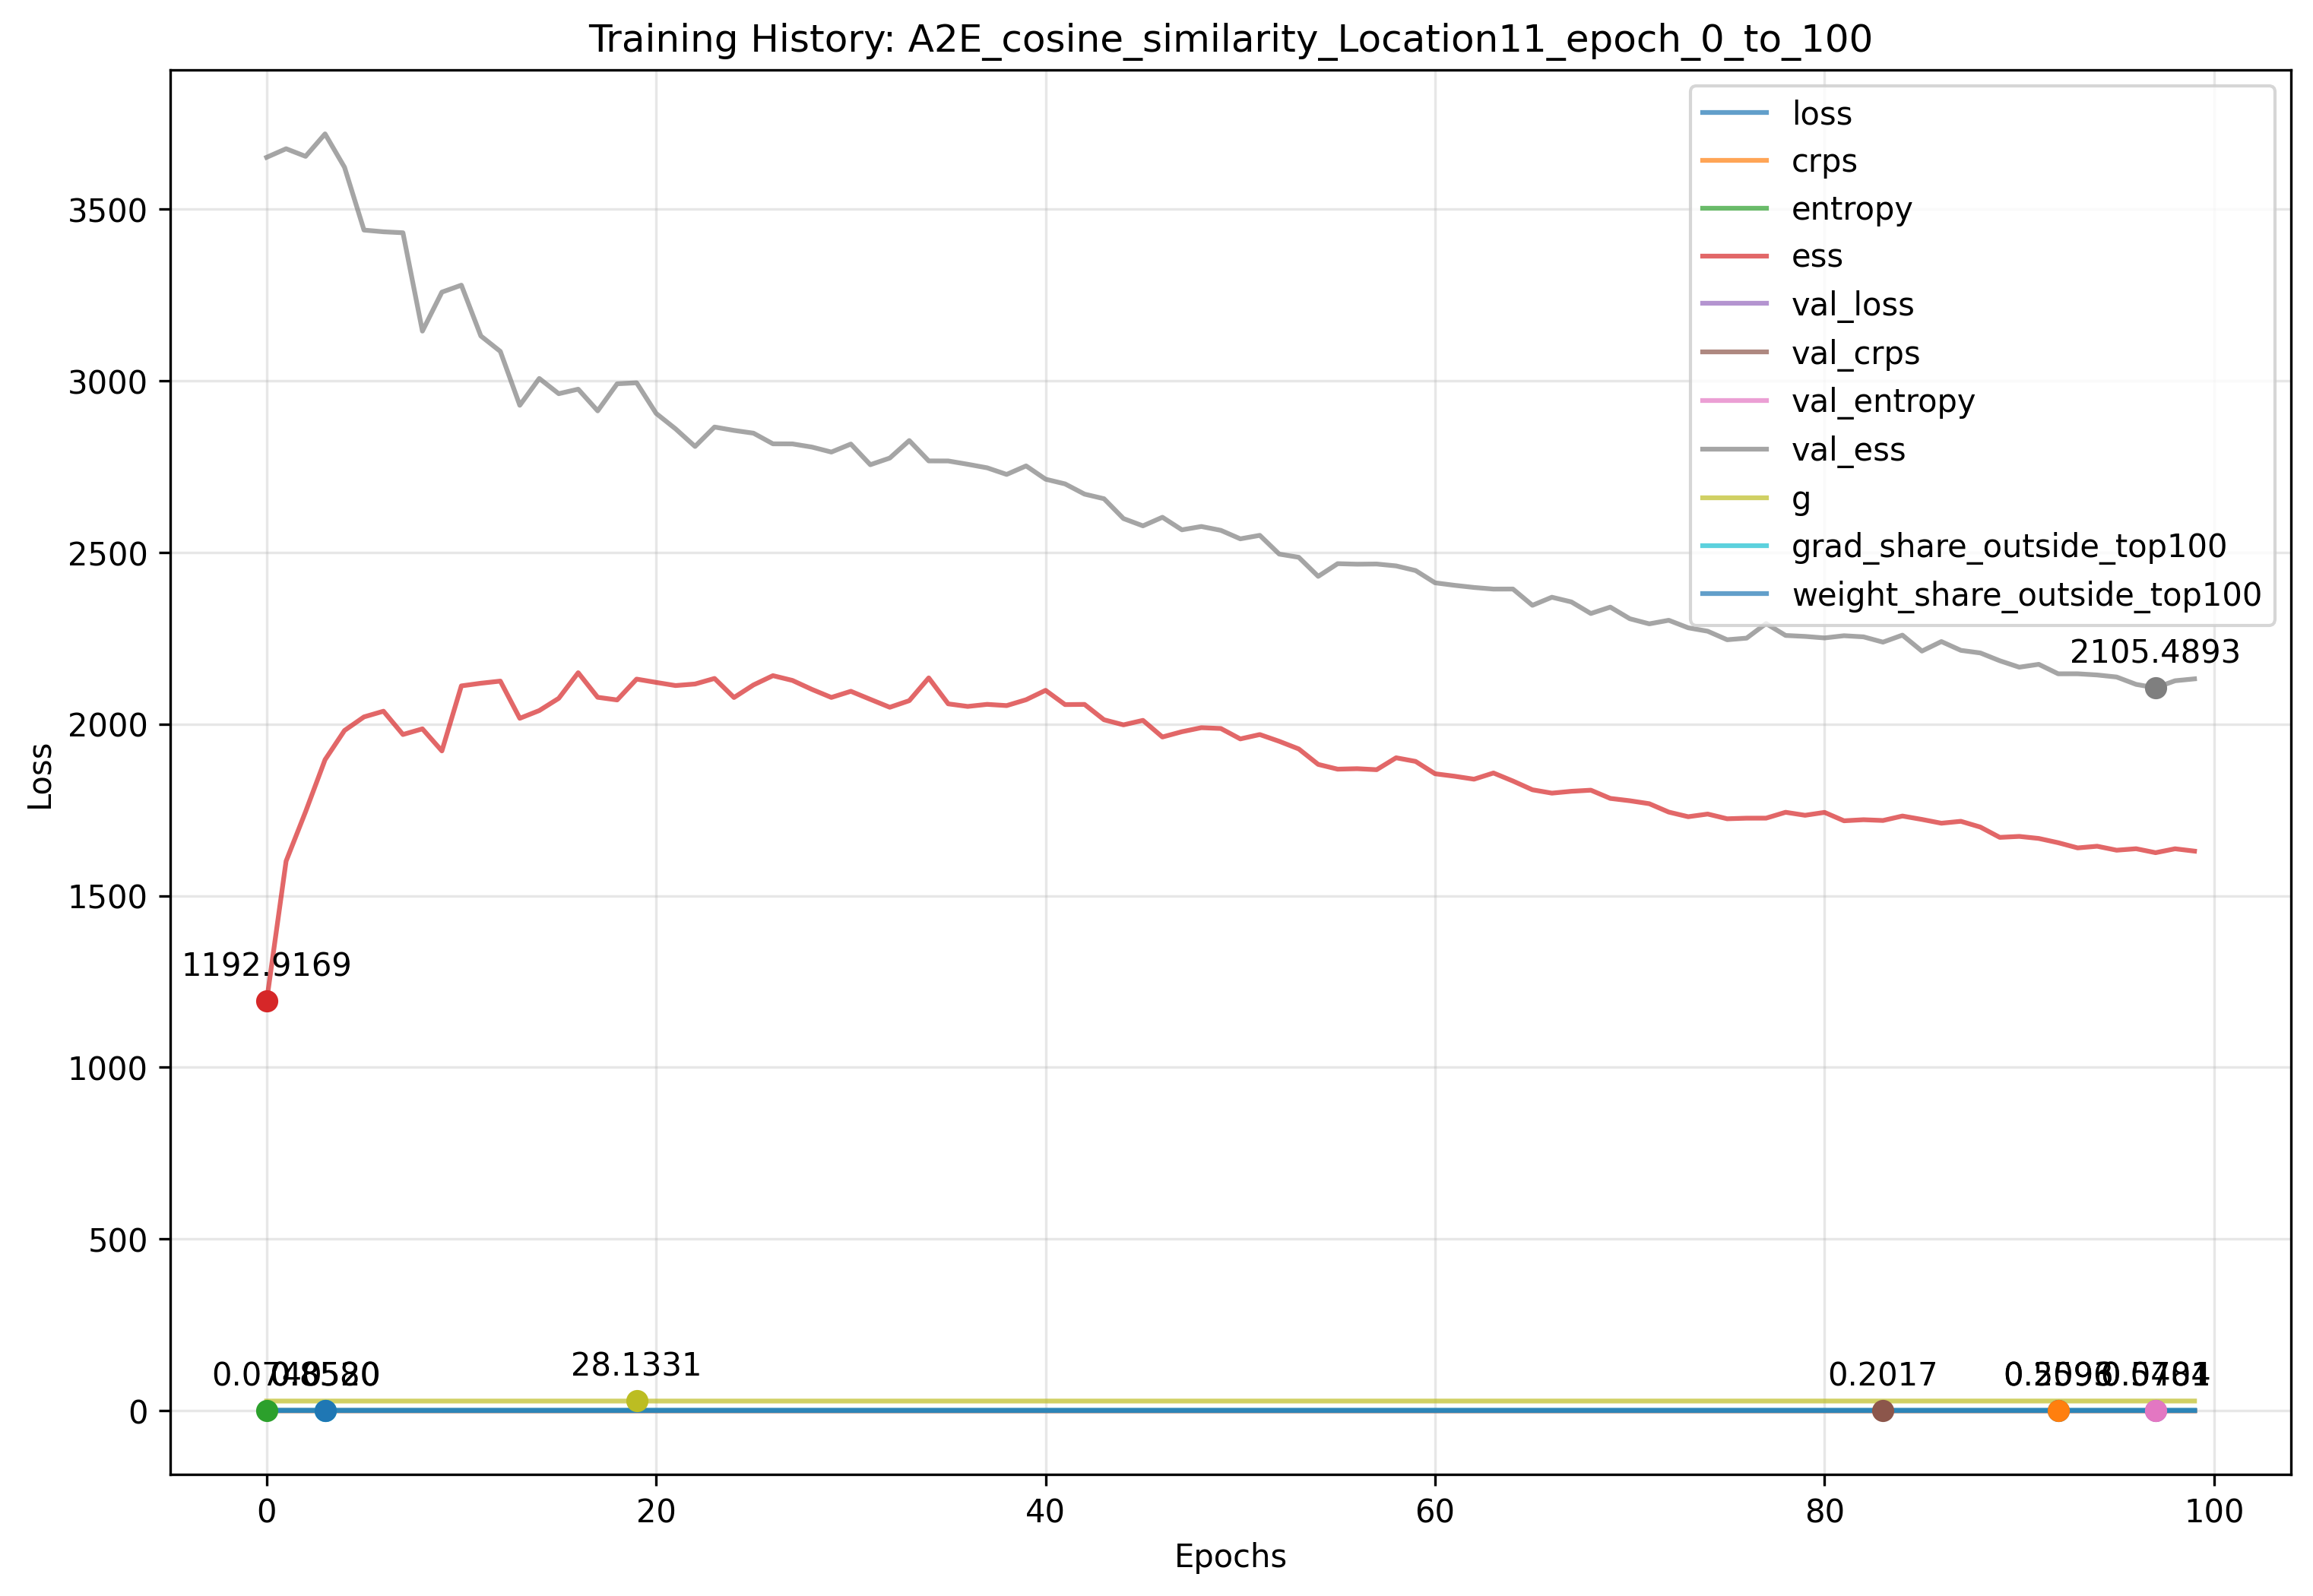 Training History: A2E_cosine_similarity_Location11_epoch_0_to_100
loss
crps
entropy
ess
val_loss
val_crps
val_entropy
val_ess
g
grad_share_outside_top100
weight_share_outside_top100
3500
3000
2500
2000
1500
1000
500
0
Loss
2105.4893
1192.9169
28.1331
0.2017
0
20
40
60
80
100
Epochs